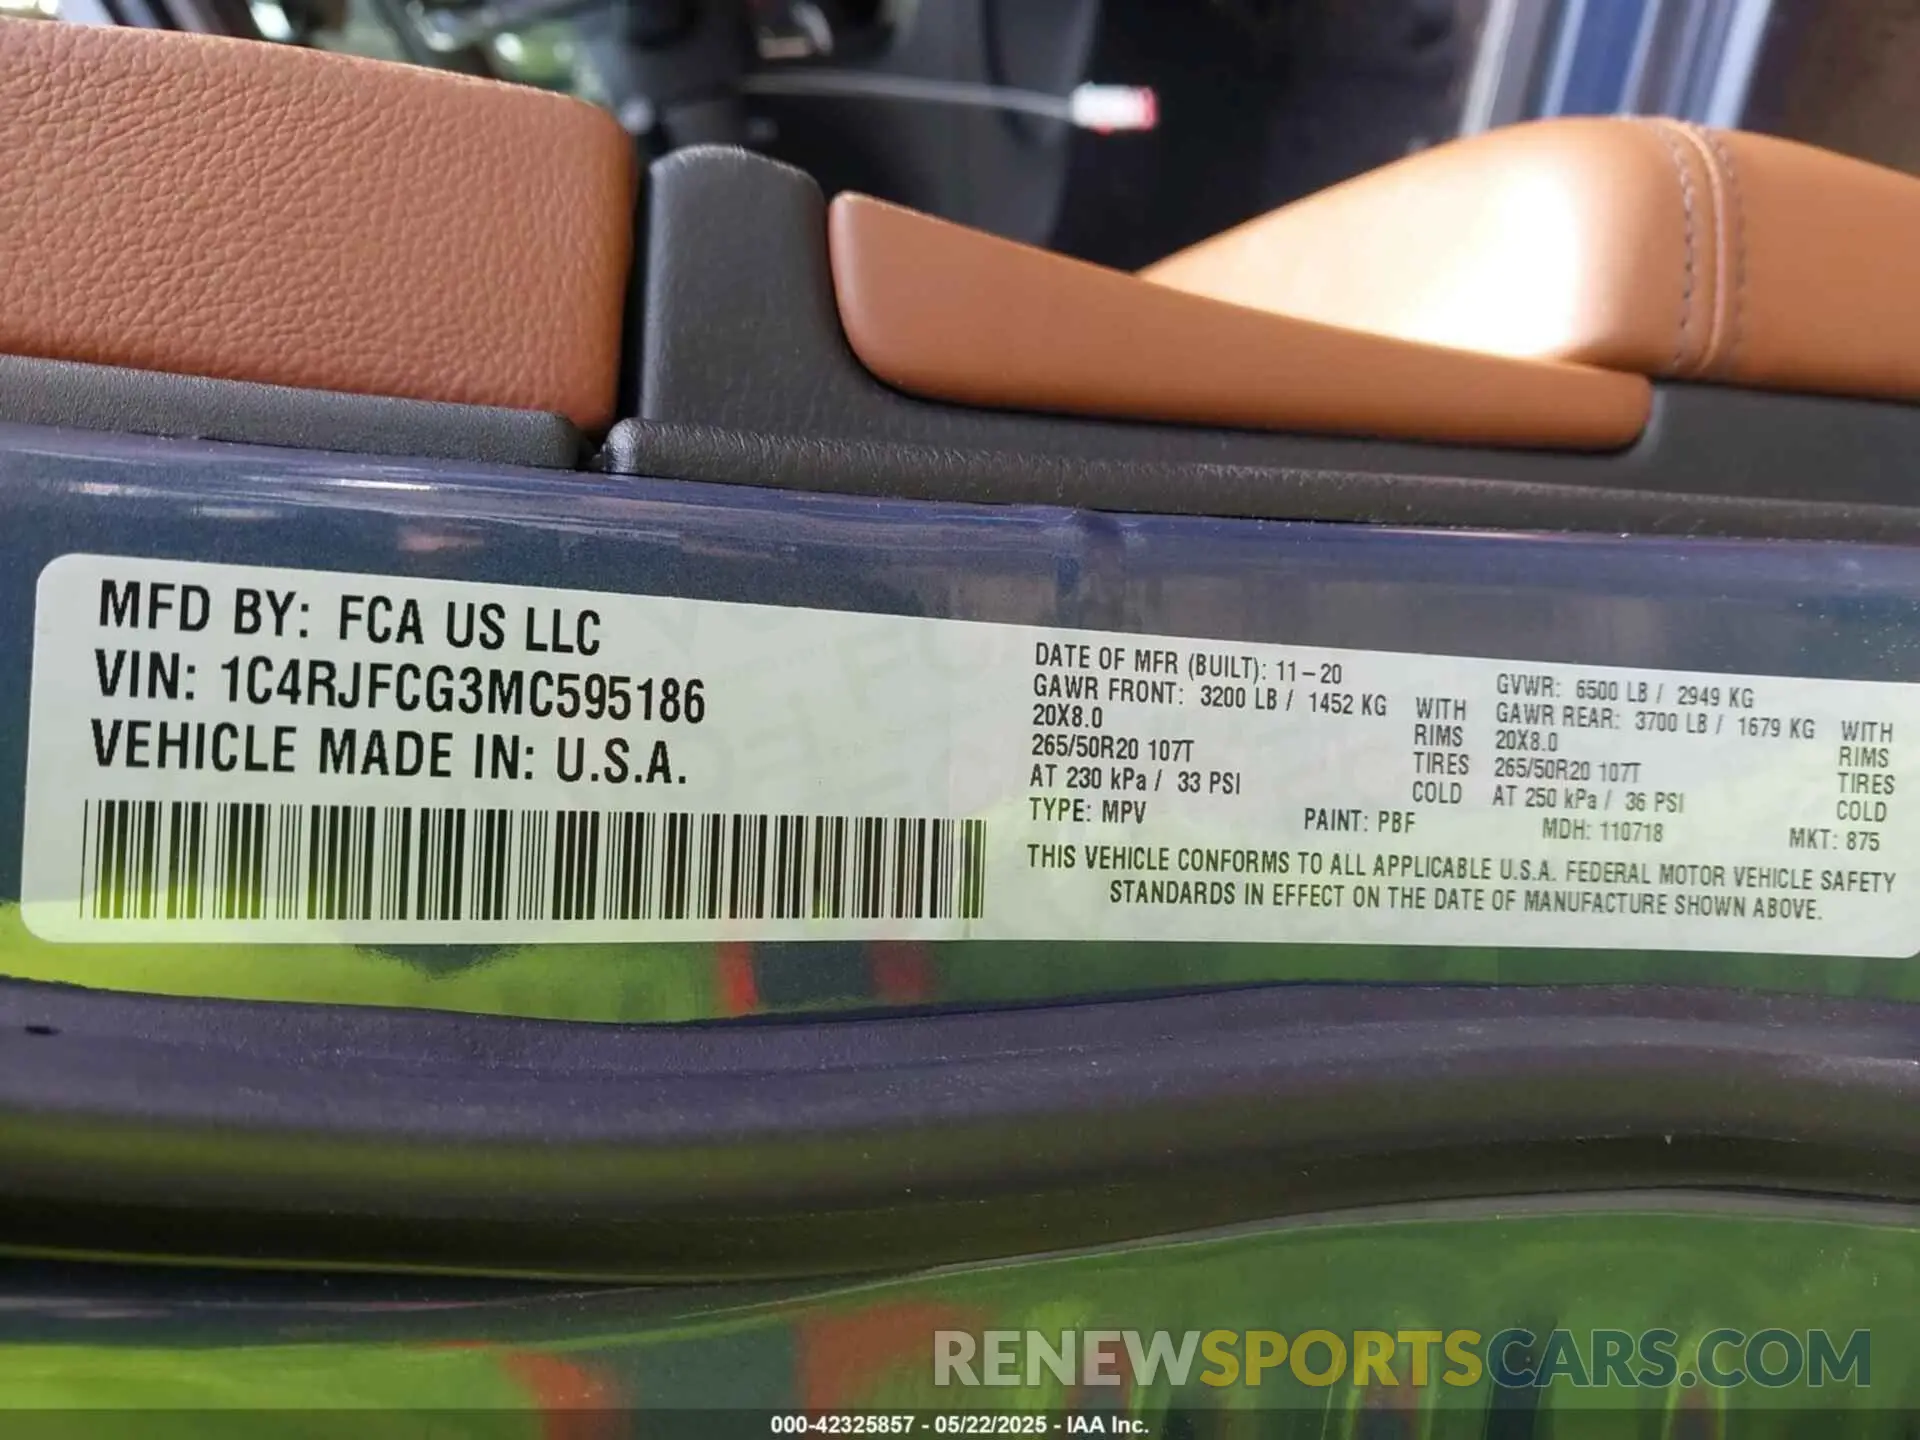 MFD BY: FCA US LLC
VIN: 1C4RJFCG3MC595186
VEHICLE MADE IN: U.S.A.
DATE OF MFR (BUILT): 11-20
GAWR FRONT: 3200 LB / 1452 KG WITH
20X8.0 RIMS
265/50R20 107T TIRES
AT 230 kPa / 33 PSI COLD
GVWR: 6500 LB / 2949 KG
GAWR REAR: 3700 LB / 1679 KG WITH
20X8.0 RIMS
265/50R20 107T TIRES
AT 250 kPa / 36 PSI COLD
TYPE: MPV PAINT: PBF MDH: 110718 MKT: 875
THIS VEHICLE CONFORMS TO ALL APPLICABLE U.S.A. FEDERAL MOTOR VEHICLE SAFETY
STANDARDS IN EFFECT ON THE DATE OF MANUFACTURE SHOWN ABOVE.
RENEWSPORTSCARS.COM
000-42325857 - 05/22/2025 - IAA Inc.